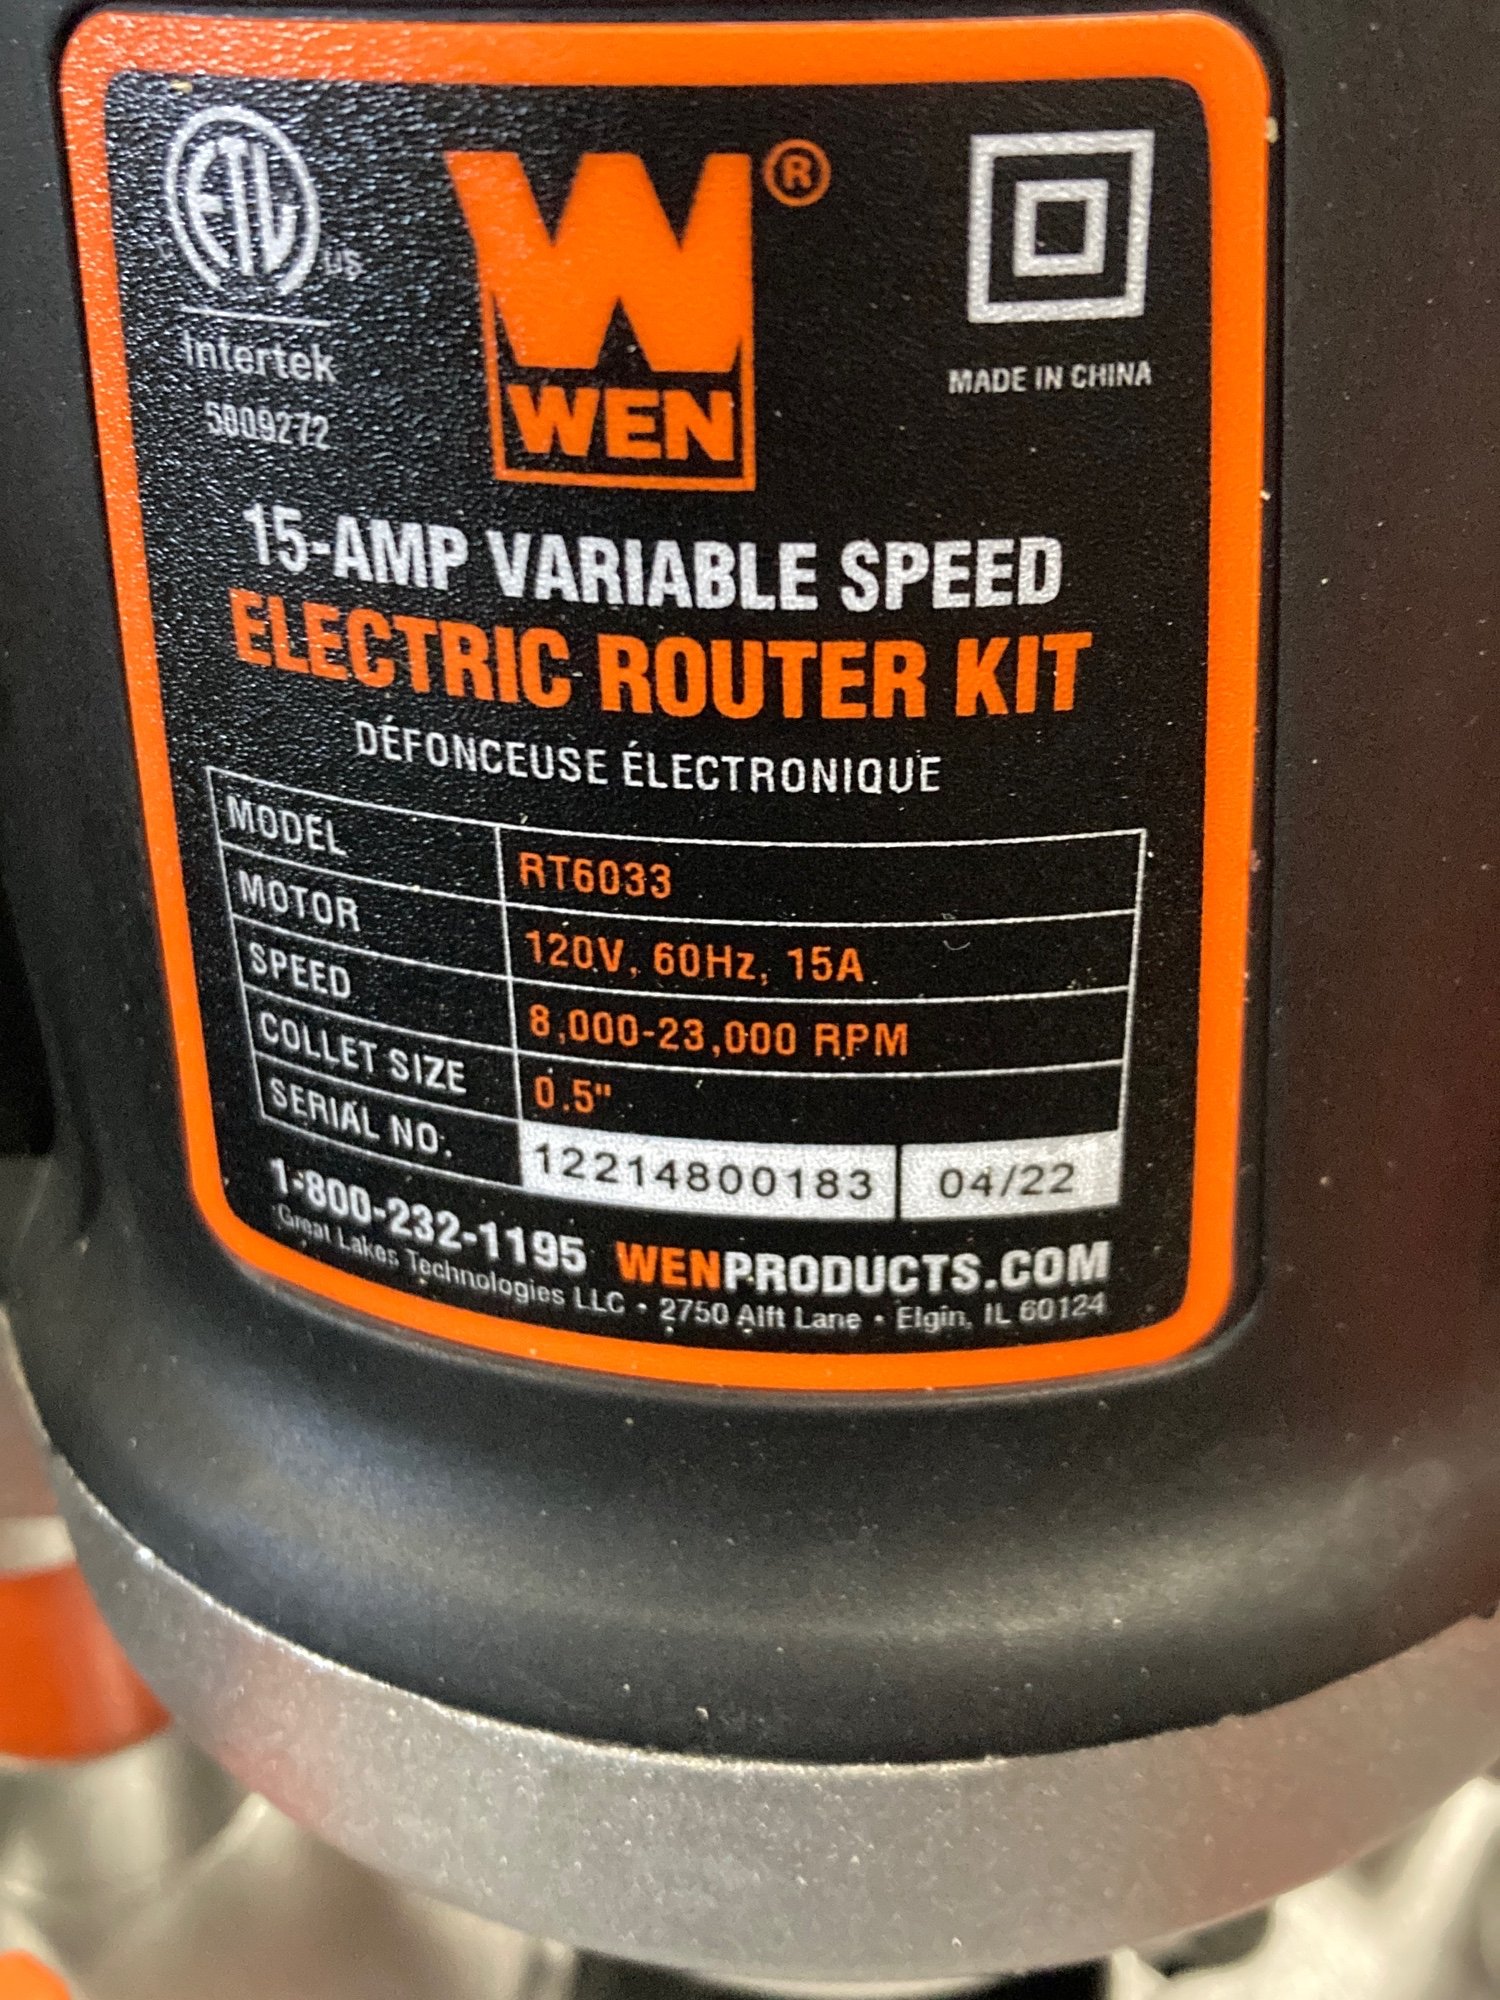 ETL
us
Intertek
5009272
®
WEN
MADE IN CHINA
15-AMP VARIABLE SPEED
ELECTRIC ROUTER KIT
DÉFONCEUSE ÉLECTRONIQUE
MODEL RT6033
MOTOR 120V, 60Hz, 15A
SPEED 8,000-23,000 RPM
COLLET SIZE 0.5"
SERIAL NO. 12214800183 04/22
1-800-232-1195 WENPRODUCTS.COM
Great Lakes Technologies LLC • 2750 Alft Lane • Elgin, IL 60124